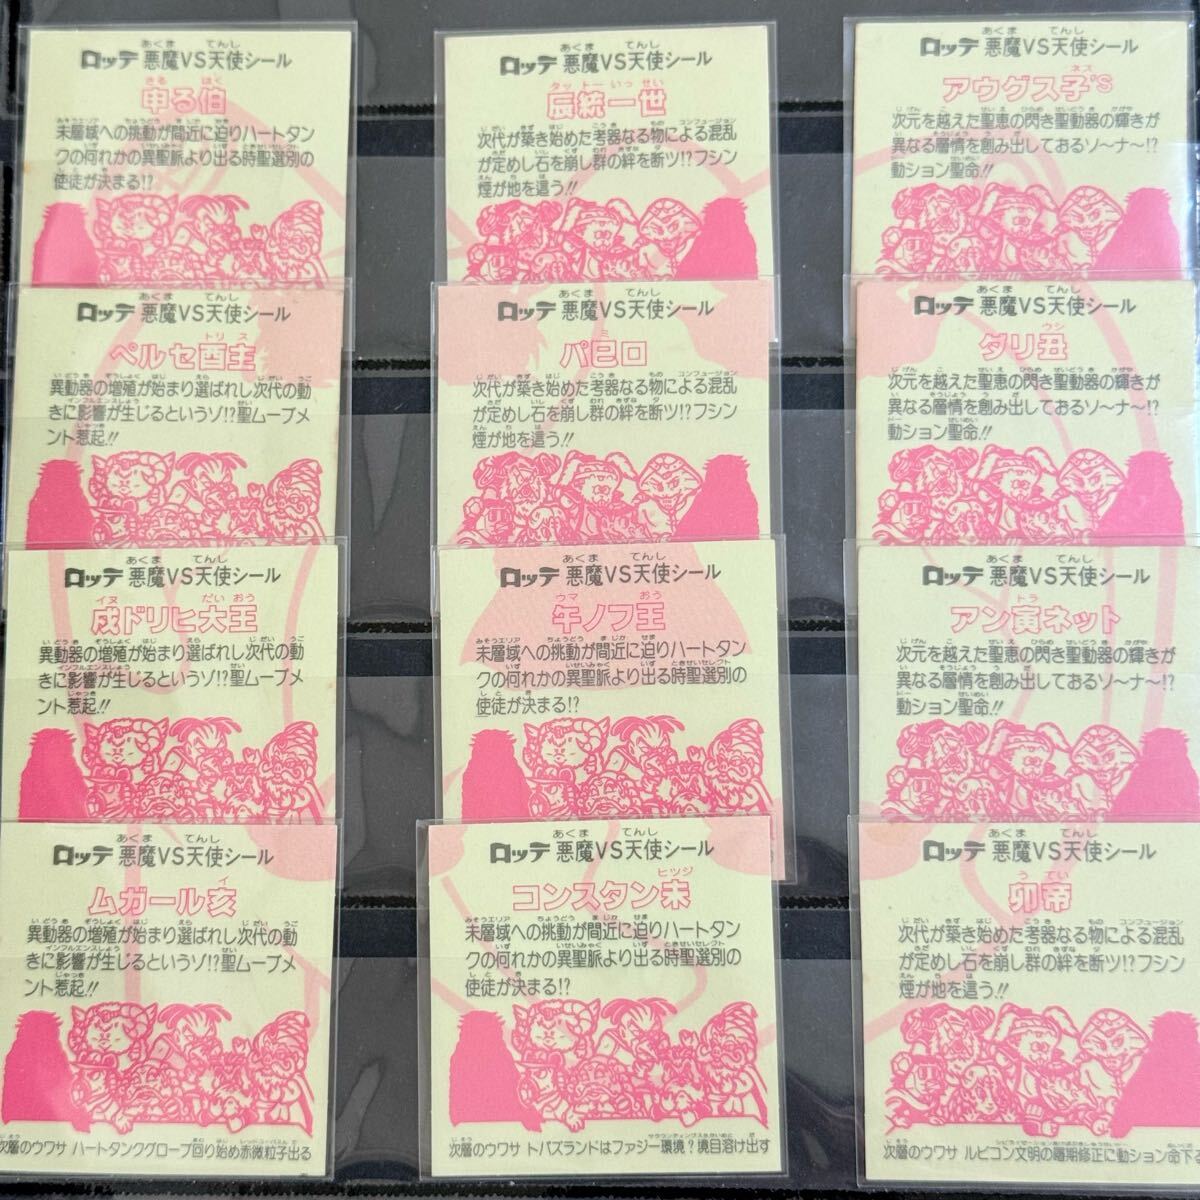 ロッテ 悪魔VS天使シール
申る伯
未層域への挑動が間近に迫りハートタン
クの何れかの異聖脈より出る時聖選別の
使徒が決まる!?
ロッテ 悪魔VS天使シール
辰統一世
次代が築き始めた考器なる物による混乱
が定めし石を崩し群の絆を断ツ!?フシン
煙が地を這う!!
ロッテ 悪魔VS天使シール
アウグス子'S
次元を越えた聖恵の閃き聖動器の輝きが
異なる層情を創み出しておるソ〜ナ〜!?
動ション聖命!!
ロッテ 悪魔VS天使シール
ペルセ酉主
異動器の増殖が始まり選ばれし次代の動
きに影響が生じるというゾ!?聖ムーブメ
ント惹起!!
ロッテ 悪魔VS天使シール
パ巳ロ
次代が築き始めた考器なる物による混乱
が定めし石を崩し群の絆を断ツ!?フシン
煙が地を這う!!
ロッテ 悪魔VS天使シール
ダリ丑
次元を越えた聖恵の閃き聖動器の輝きが
異なる層情を創み出しておるソ〜ナ〜!?
動ション聖命!!
ロッテ 悪魔VS天使シール
戍ドリヒ大王
異動器の増殖が始まり選ばれし次代の動
きに影響が生じるというゾ!?聖ムーブメ
ント惹起!!
ロッテ 悪魔VS天使シール
午ノフ王
未層域への挑動が間近に迫りハートタン
クの何れかの異聖脈より出る時聖選別の
使徒が決まる!?
ロッテ 悪魔VS天使シール
アン寅ネット
次元を越えた聖恵の閃き聖動器の輝きが
異なる層情を創み出しておるソ〜ナ〜!?
動ション聖命!!
ロッテ 悪魔VS天使シール
ムガール亥
異動器の増殖が始まり選ばれし次代の動
きに影響が生じるというゾ!?聖ムーブメ
ント惹起!!
次層のウワサ ハートタンクグローブ回り始め赤微粒子出る
ロッテ 悪魔VS天使シール
コンスタン未
未層域への挑動が間近に迫りハートタン
クの何れかの異聖脈より出る時聖選別の
使徒が決まる!?
次層のウワサ トパズランドはファジー環境?境目溶け出す
ロッテ 悪魔VS天使シール
卯帝
次代が築き始めた考器なる物による混乱
が定めし石を崩し群の絆を断ツ!?フシン
煙が地を這う!!
次層のウワサ ルビコン文明の曙期修正に動ション命下る